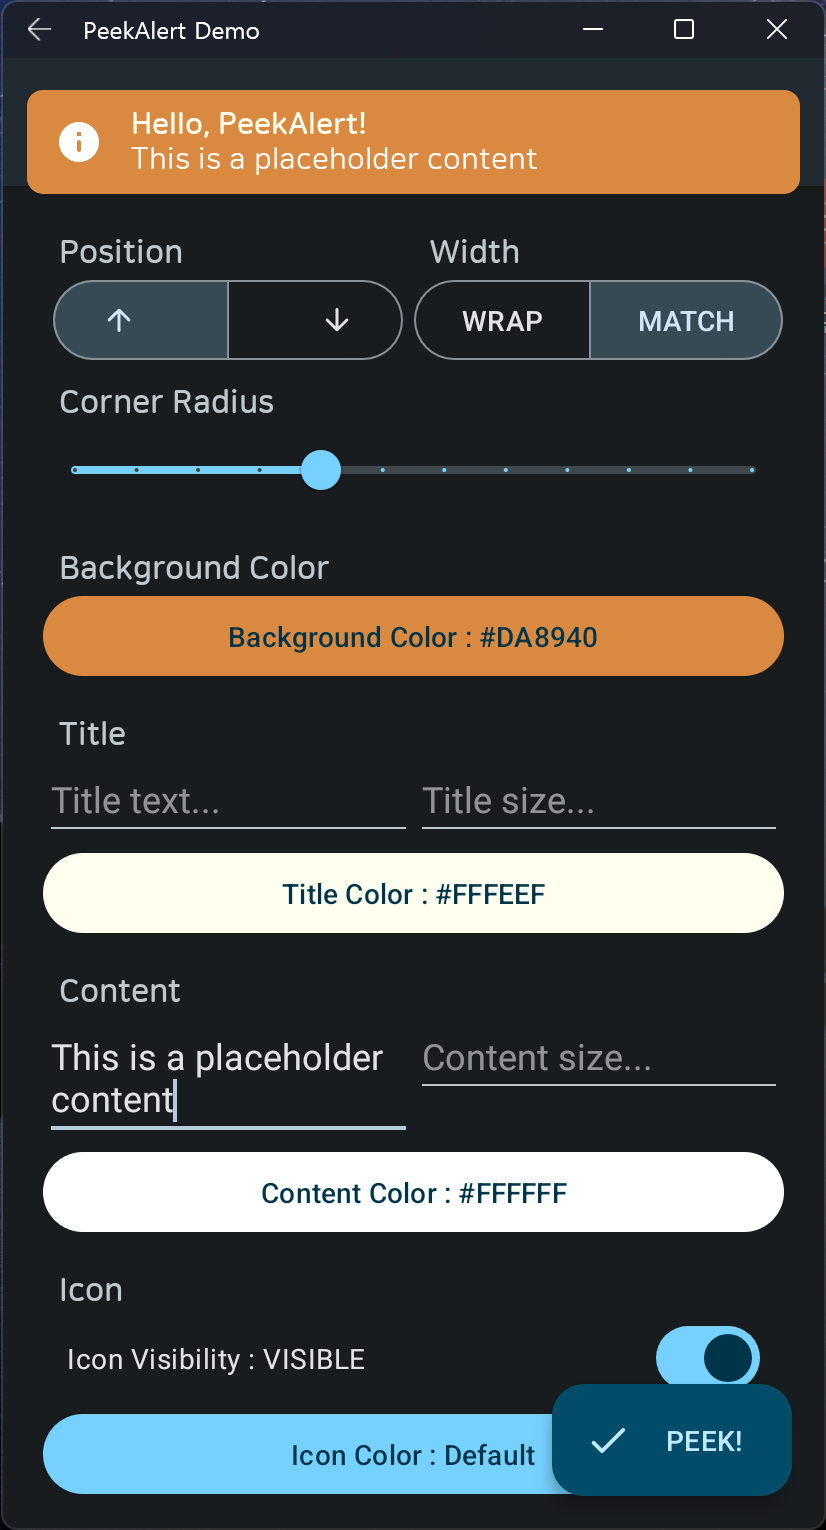 PeekAlert Demo
Hello, PeekAlert!
This is a placeholder content
Position
Width
WRAP
MATCH
Corner Radius
Background Color
Background Color : #DA8940
Title
Title text...
Title size...
Title Color : #FFFEEF
Content
This is a placeholder
content
Content size...
Content Color : #FFFFFF
Icon
Icon Visibility : VISIBLE
Icon Color : Default
PEEK!